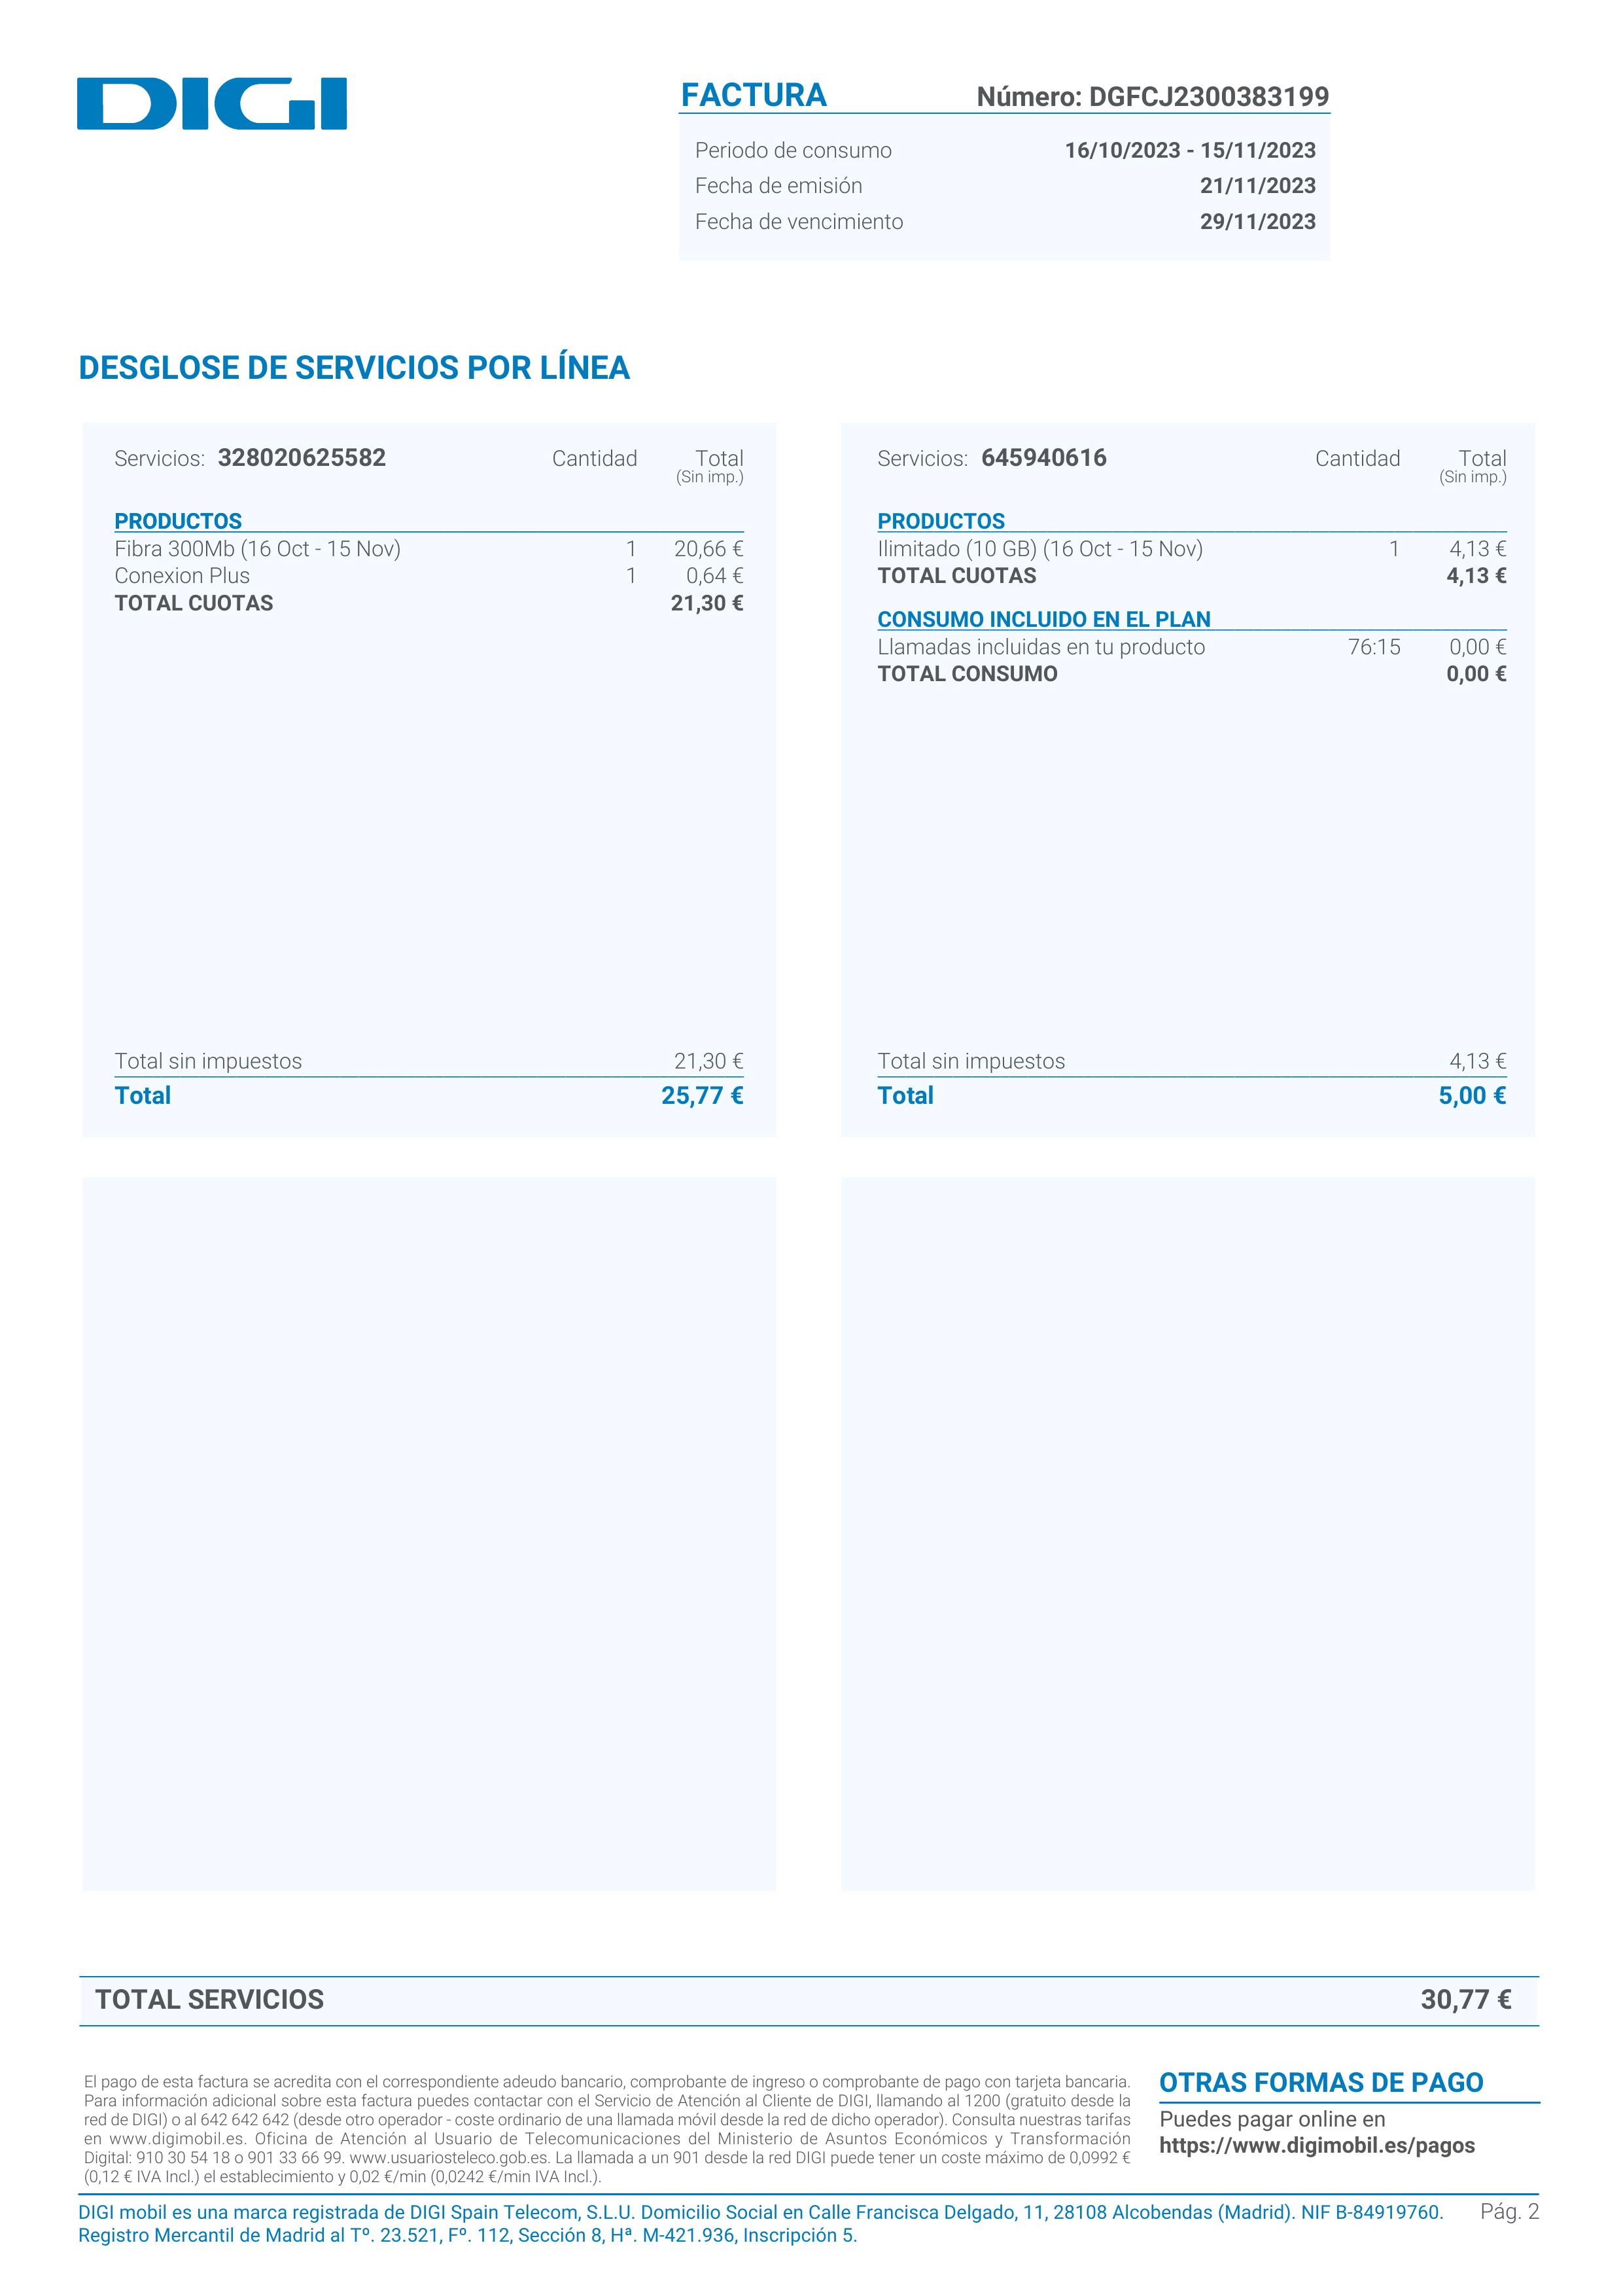 DIGI
FACTURA Número: DGFCJ2300383199
Periodo de consumo 16/10/2023 - 15/11/2023
Fecha de emisión 21/11/2023
Fecha de vencimiento 29/11/2023
DESGLOSE DE SERVICIOS POR LÍNEA
Servicios: 328020625582 Cantidad Total
(Sin imp.)
PRODUCTOS
Fibra 300Mb (16 Oct - 15 Nov) 1 20,66 €
Conexion Plus 1 0,64 €
TOTAL CUOTAS 21,30 €
Total sin impuestos 21,30 €
Total 25,77 €
Servicios: 645940616 Cantidad Total
(Sin imp.)
PRODUCTOS
Ilimitado (10 GB) (16 Oct - 15 Nov) 1 4,13 €
TOTAL CUOTAS 4,13 €
CONSUMO INCLUIDO EN EL PLAN
Llamadas incluidas en tu producto 76:15 0,00 €
TOTAL CONSUMO 0,00 €
Total sin impuestos 4,13 €
Total 5,00 €
TOTAL SERVICIOS 30,77 €
El pago de esta factura se acredita con el correspondiente adeudo bancario, comprobante de ingreso o comprobante de pago con tarjeta bancaria.
Para información adicional sobre esta factura puedes contactar con el Servicio de Atención al Cliente de DIGI, llamando al 1200 (gratuito desde la
red de DIGI) o al 642 642 642 (desde otro operador - coste ordinario de una llamada móvil desde la red de dicho operador). Consulta nuestras tarifas
en www.digimobil.es. Oficina de Atención al Usuario de Telecomunicaciones del Ministerio de Asuntos Económicos y Transformación
Digital: 910 30 54 18 o 901 33 66 99. www.usuariosteleco.gob.es. La llamada a un 901 desde la red DIGI puede tener un coste máximo de 0,0992 €
(0,12 € IVA Incl.) el establecimiento y 0,02 €/min (0,0242 €/min IVA Incl.).
OTRAS FORMAS DE PAGO
Puedes pagar online en
https://www.digimobil.es/pagos
DIGI mobil es una marca registrada de DIGI Spain Telecom, S.L.U. Domicilio Social en Calle Francisca Delgado, 11, 28108 Alcobendas (Madrid). NIF B-84919760. Pág. 2
Registro Mercantil de Madrid al Tº. 23.521, Fº. 112, Sección 8, Hª. M-421.936, Inscripción 5.